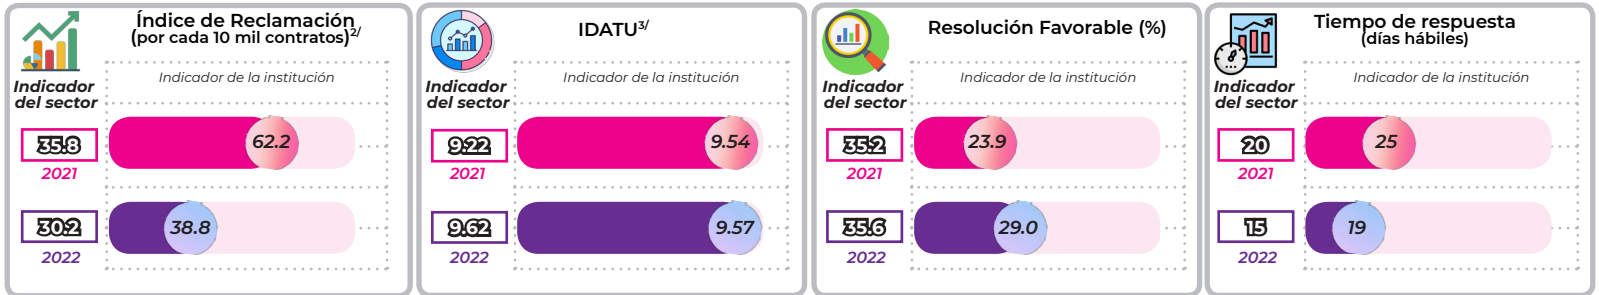 Índice de Reclamación
(por cada 10 mil contratos)2/
Indicador de la institución
Indicador
del sector
35.8
62.2
2021
30.2
38.8
2022
IDATU3/
Indicador de la institución
Indicador
del sector
9.22
9.54
2021
9.62
9.57
2022
Resolución Favorable (%)
Indicador de la institución
Indicador
del sector
35.2
23.9
2021
35.6
29.0
2022
Tiempo de respuesta
(días hábiles)
Indicador de la institución
Indicador
del sector
20
25
2021
15
19
2022